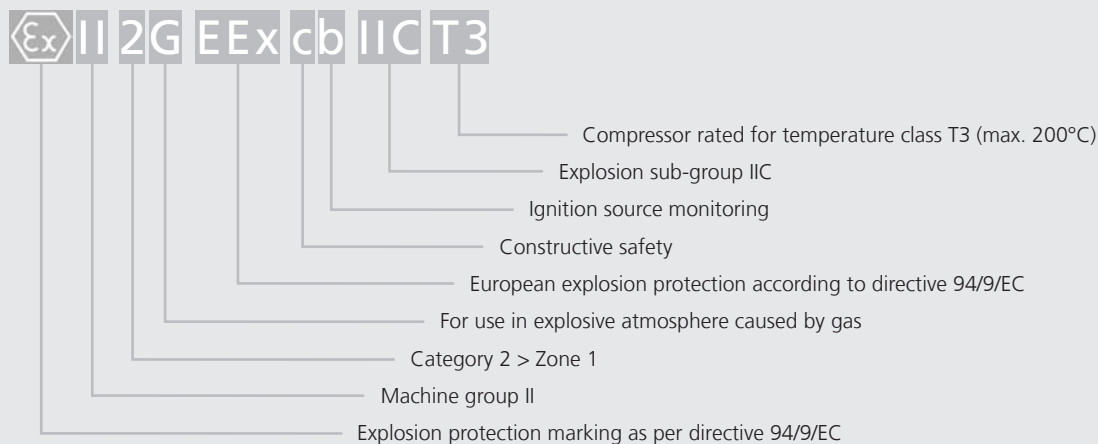 Ex II 2G EEx cb IIC T3
Compressor rated for temperature class T3 (max. 200°C)
Explosion sub-group IIC
Ignition source monitoring
Constructive safety
European explosion protection according to directive 94/9/EC
For use in explosive atmosphere caused by gas
Category 2 > Zone 1
Machine group II
Explosion protection marking as per directive 94/9/EC